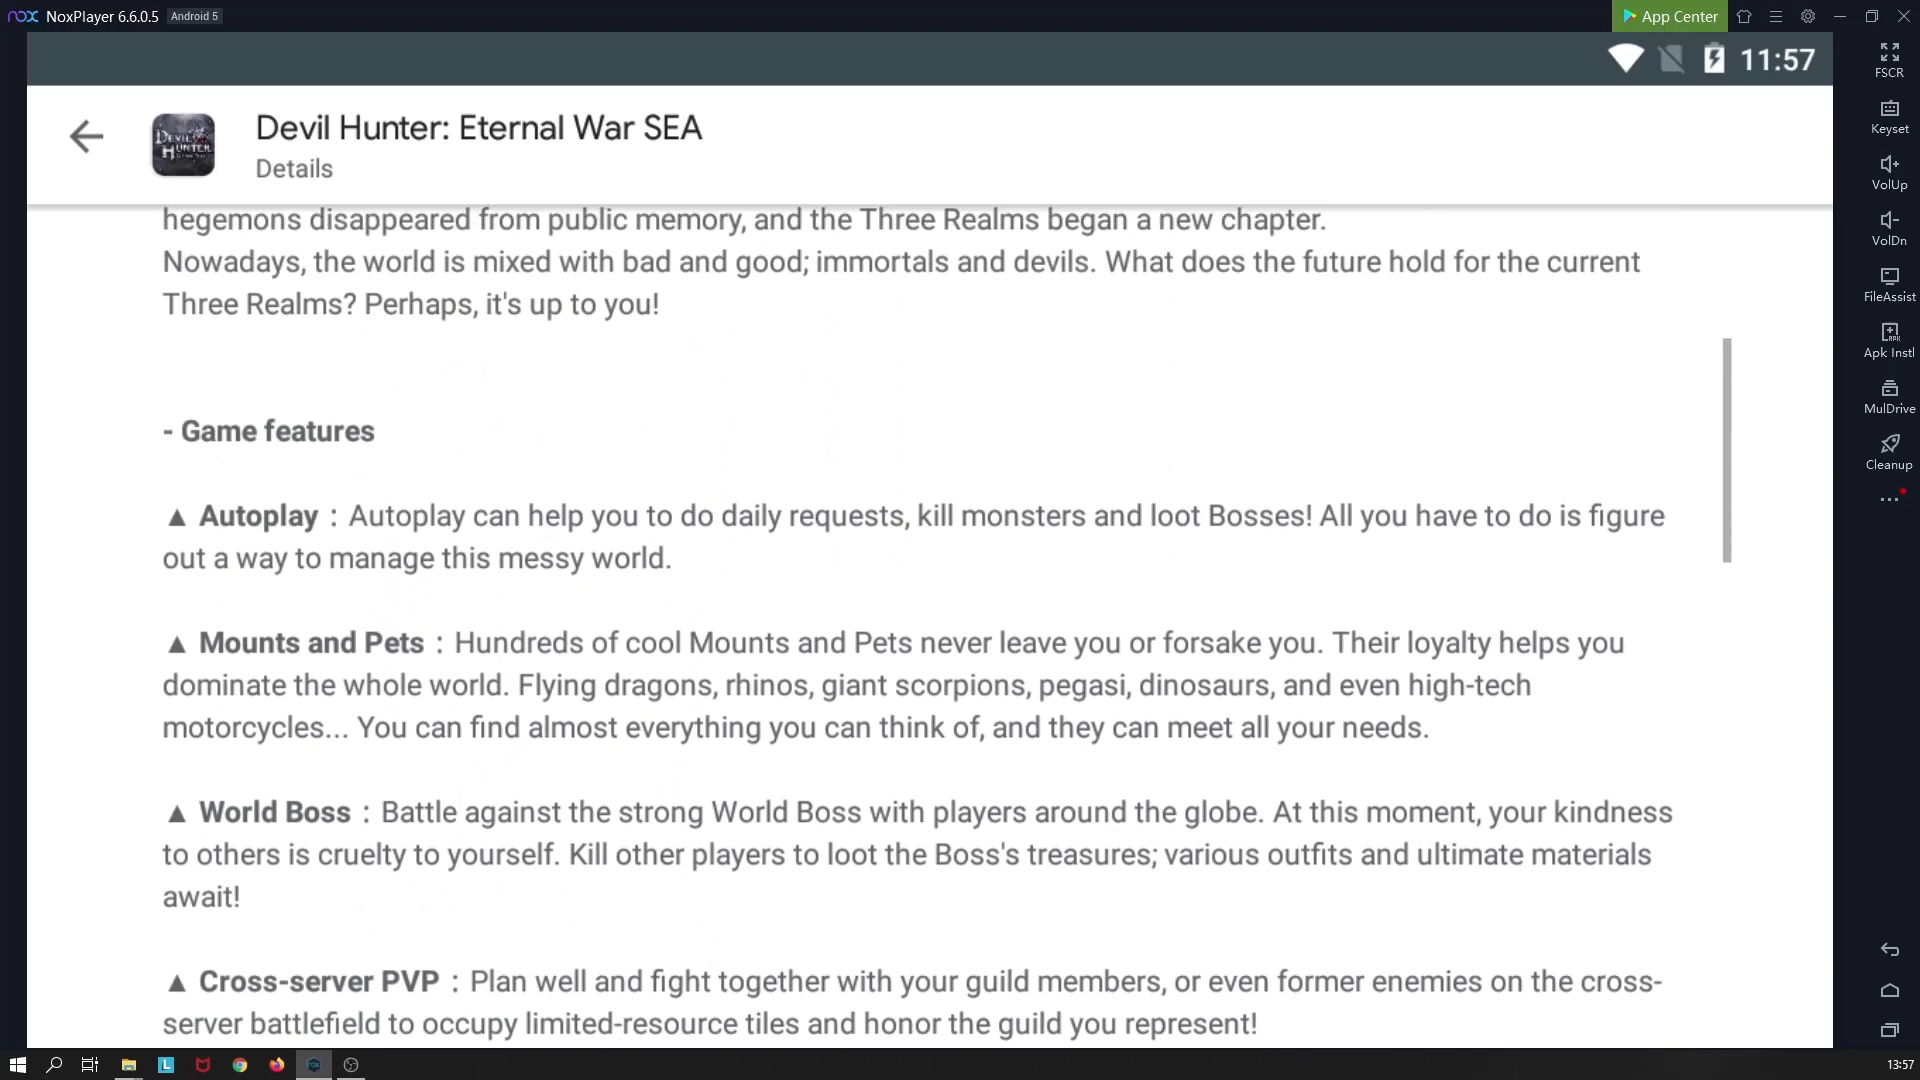 nox NoxPlayer 6.6.0.5 Android 5
App Center
11:57
FSCR
Devil Hunter: Eternal War SEA
Details
DEVIL
HUNTER
Keyset
VolUp
VolDn
FileAssist
Apk Instl
MulDrive
Cleanup
hegemons disappeared from public memory, and the Three Realms began a new chapter.
Nowadays, the world is mixed with bad and good; immortals and devils. What does the future hold for the current
Three Realms? Perhaps, it's up to you!
- Game features
▲ Autoplay：Autoplay can help you to do daily requests, kill monsters and loot Bosses! All you have to do is figure
out a way to manage this messy world.
▲ Mounts and Pets：Hundreds of cool Mounts and Pets never leave you or forsake you. Their loyalty helps you
dominate the whole world. Flying dragons, rhinos, giant scorpions, pegasi, dinosaurs, and even high-tech
motorcycles... You can find almost everything you can think of, and they can meet all your needs.
▲ World Boss：Battle against the strong World Boss with players around the globe. At this moment, your kindness
to others is cruelty to yourself. Kill other players to loot the Boss's treasures; various outfits and ultimate materials
await!
▲ Cross-server PVP：Plan well and fight together with your guild members, or even former enemies on the cross-
server battlefield to occupy limited-resource tiles and honor the guild you represent!
L
13:57